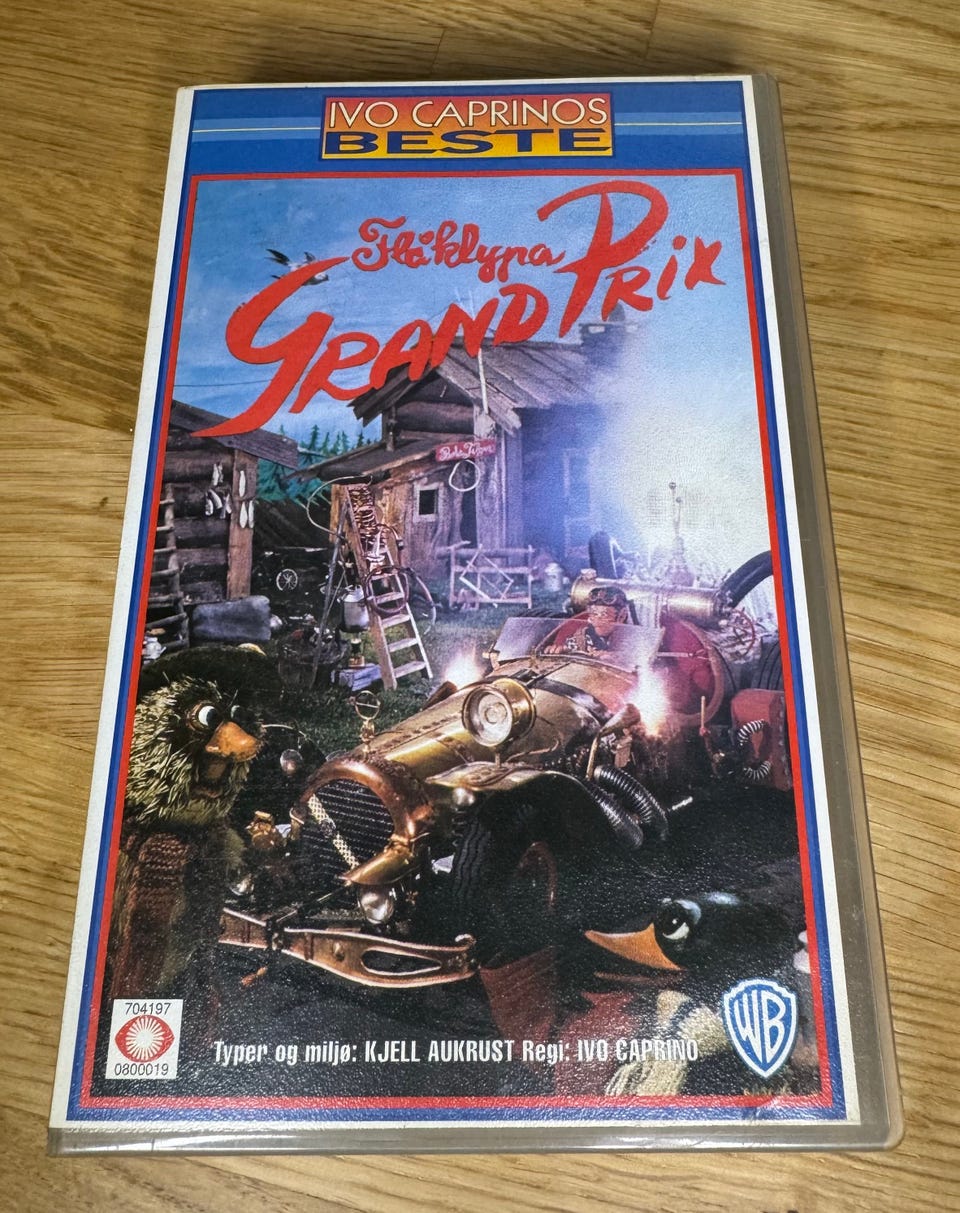 IVO CAPRINOS
BESTE
Flåklypa
GRAND PRIX
704197
0800019
Typer og miljø: KJELL AUKRUST Regi: IVO CAPRINO
WB